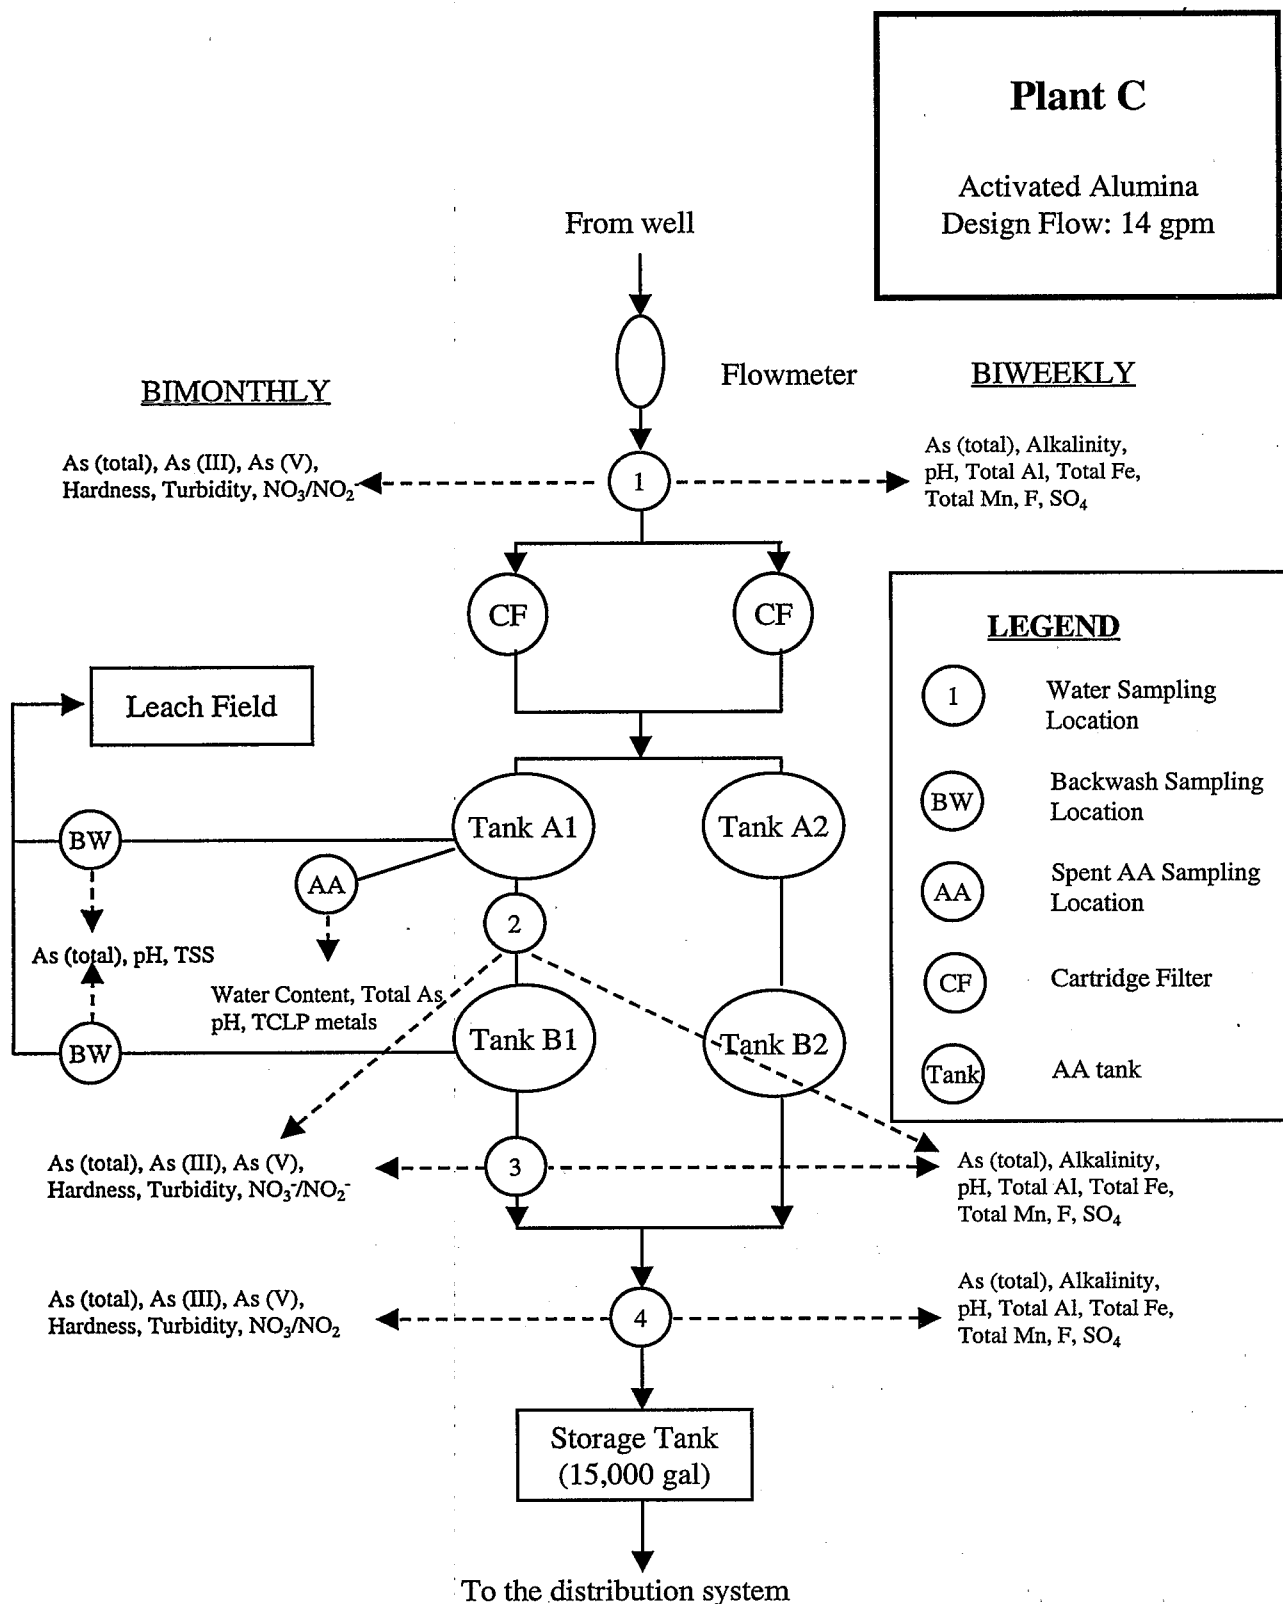 Plant C
Activated Alumina
Design Flow: 14 gpm
From well
Flowmeter
BIMONTHLY
BIWEEKLY
As (total), As (III), As (V),
Hardness, Turbidity, NO₃/NO₂
1
As (total), Alkalinity,
pH, Total Al, Total Fe,
Total Mn, F, SO₄
CF
CF
LEGEND
1
Water Sampling
Location
BW
Backwash Sampling
Location
AA
Spent AA Sampling
Location
CF
Cartridge Filter
Tank
AA tank
Leach Field
Tank A1
Tank A2
BW
AA
2
As (total), pH, TSS
Water Content, Total As
pH, TCLP metals
BW
Tank B1
Tank B2
As (total), As (III), As (V),
Hardness, Turbidity, NO₃⁻/NO₂⁻
3
As (total), Alkalinity,
pH, Total Al, Total Fe,
Total Mn, F, SO₄
As (total), As (III), As (V),
Hardness, Turbidity, NO₃/NO₂
4
As (total), Alkalinity,
pH, Total Al, Total Fe,
Total Mn, F, SO₄
Storage Tank
(15,000 gal)
To the distribution system